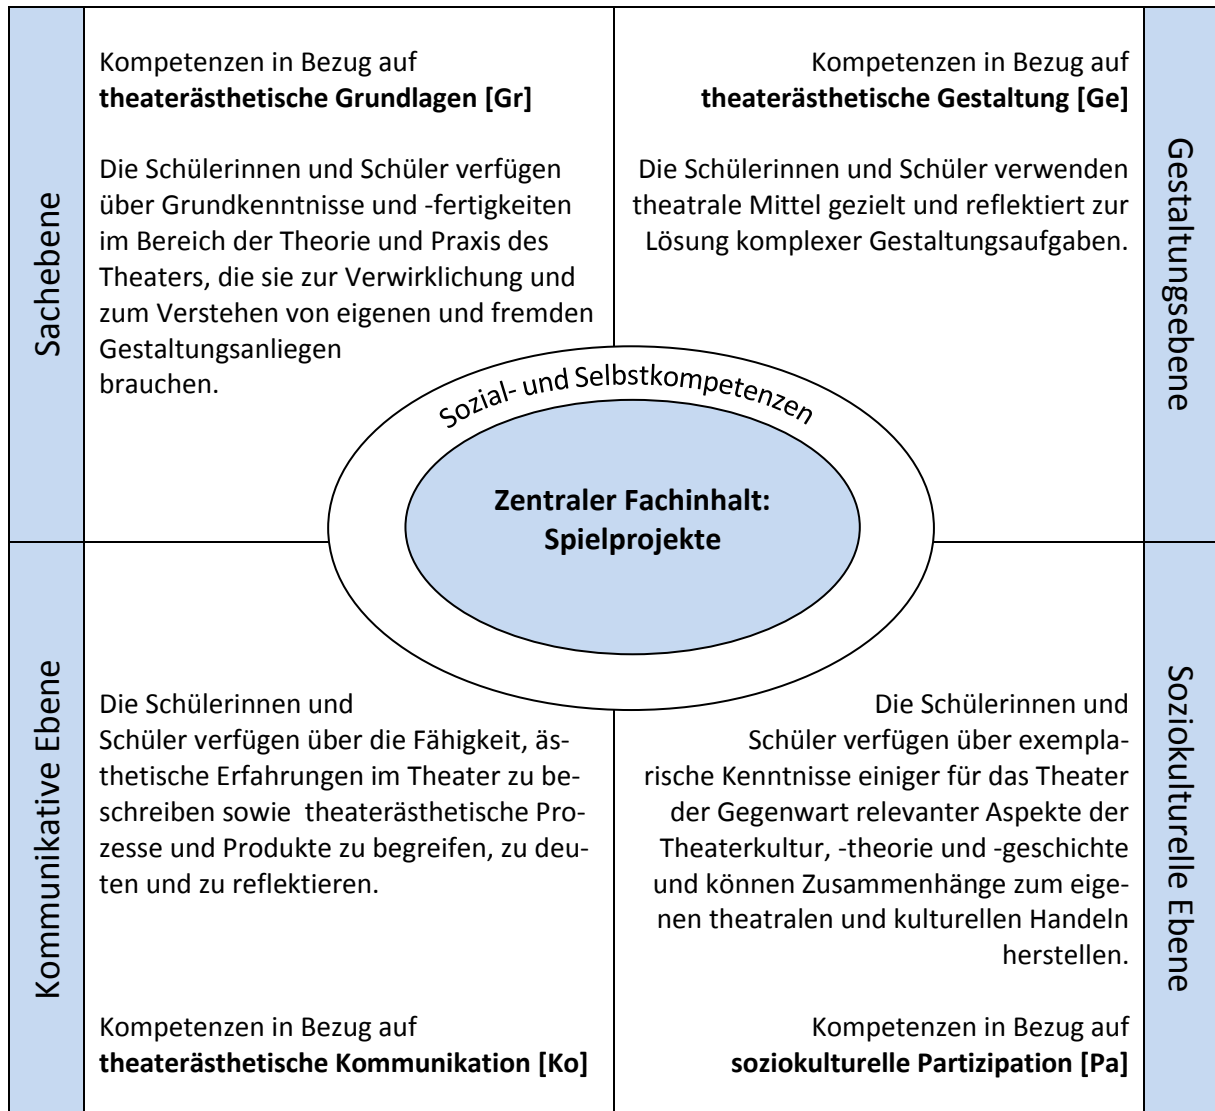 Sachebene
Kompetenzen in Bezug auf
theaterästhetische Grundlagen [Gr]
Die Schülerinnen und Schüler verfügen
über Grundkenntnisse und -fertigkeiten
im Bereich der Theorie und Praxis des
Theaters, die sie zur Verwirklichung und
zum Verstehen von eigenen und fremden
Gestaltungsanliegen
brauchen.
Kompetenzen in Bezug auf
theaterästhetische Gestaltung [Ge]
Die Schülerinnen und Schüler verwenden
theatrale Mittel gezielt und reflektiert zur
Lösung komplexer Gestaltungsaufgaben.
Gestaltungsebene
Sozial- und Selbstkompetenzen
Zentraler Fachinhalt:
Spielprojekte
Kommunikative Ebene
Die Schülerinnen und
Schüler verfügen über die Fähigkeit, äs-
thetische Erfahrungen im Theater zu be-
schreiben sowie  theaterästhetische Pro-
zesse und Produkte zu begreifen, zu deu-
ten und zu reflektieren.
Kompetenzen in Bezug auf
theaterästhetische Kommunikation [Ko]
Die Schülerinnen und
Schüler verfügen über exempla-
rische Kenntnisse einiger für das Theater
der Gegenwart relevanter Aspekte der
Theaterkultur, -theorie und -geschichte
und können Zusammenhänge zum eige-
nen theatralen und kulturellen Handeln
herstellen.
Kompetenzen in Bezug auf
soziokulturelle Partizipation [Pa]
Soziokulturelle Ebene